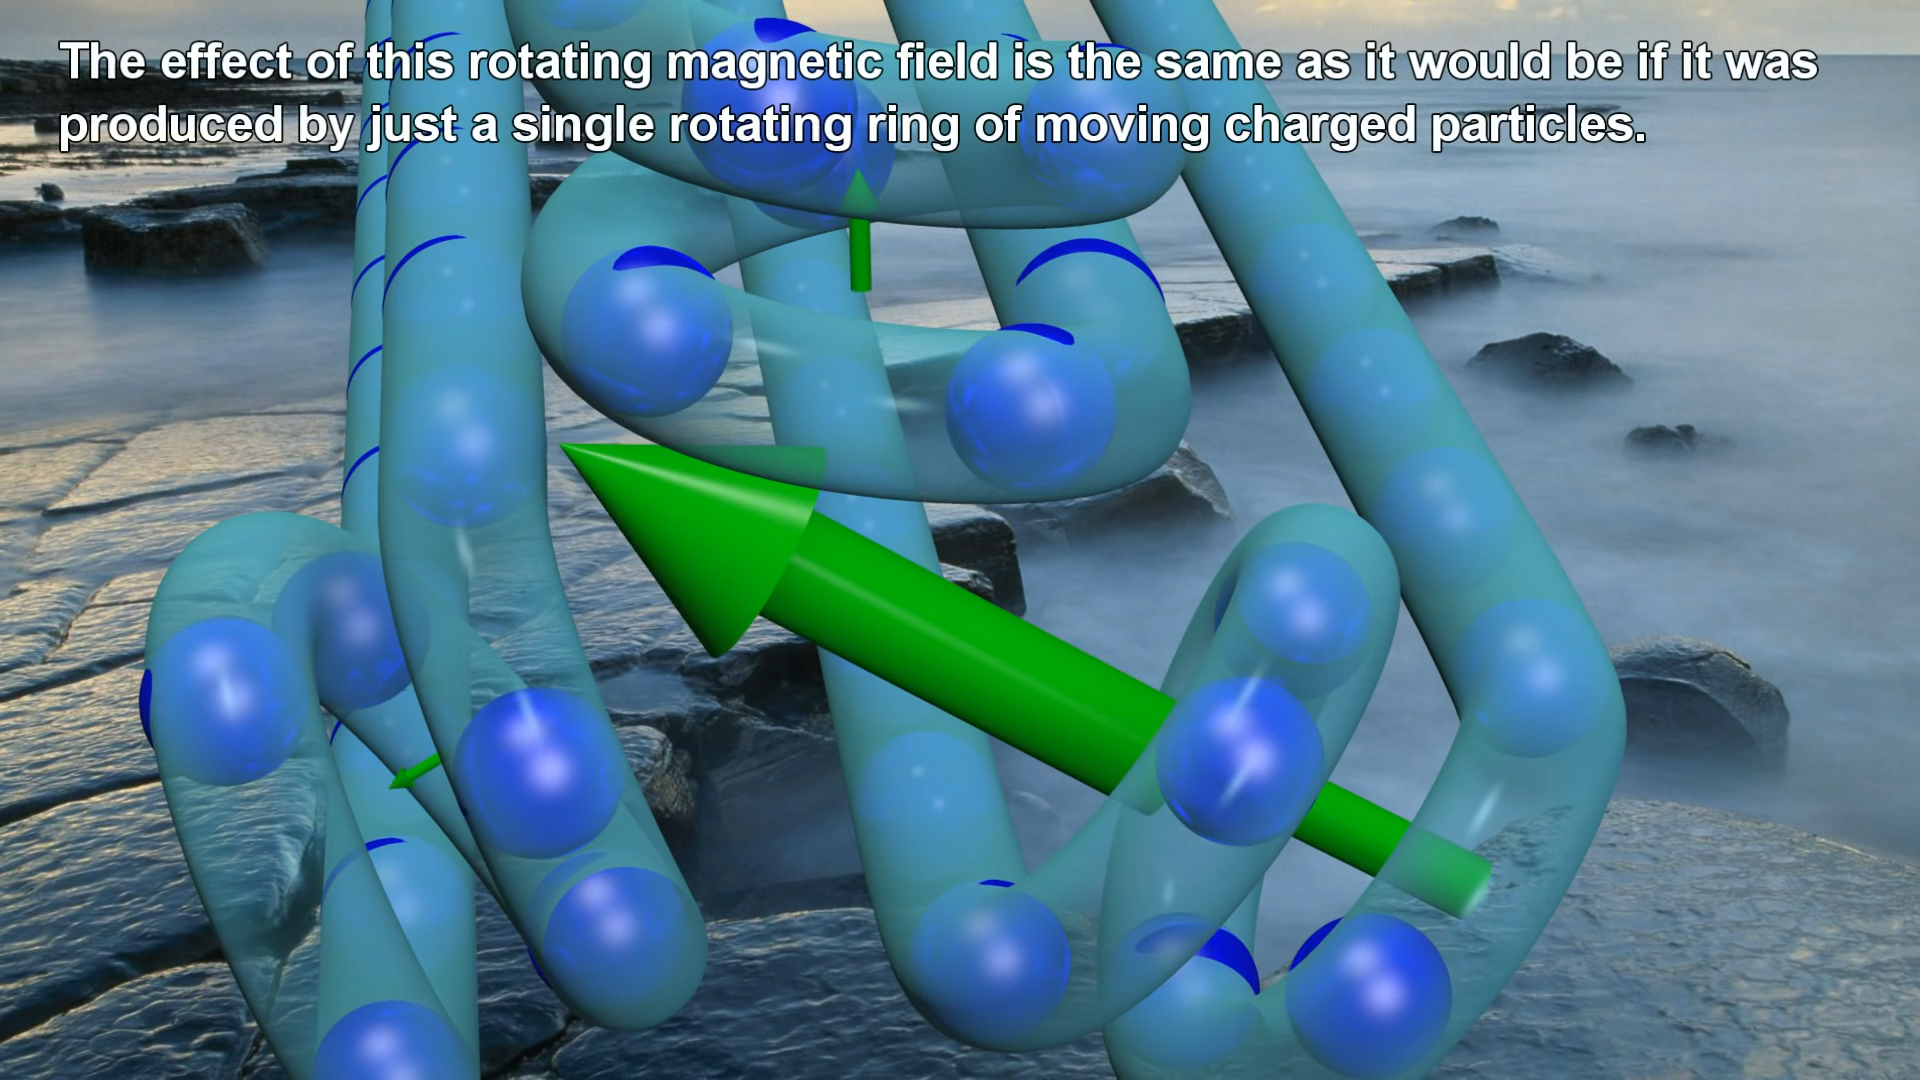 The effect of this rotating magnetic field is the same as it would be if it was
produced by just a single rotating ring of moving charged particles.